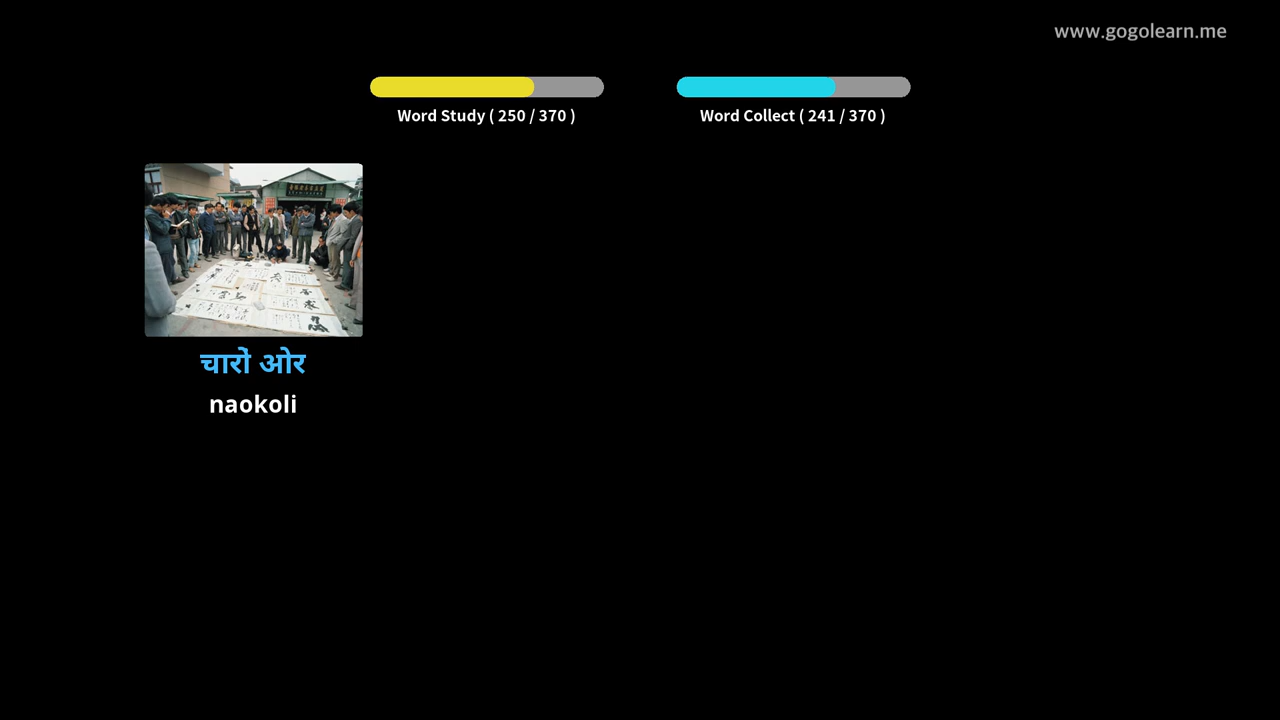 www.gogolearn.me
Word Study ( 250 / 370 )
Word Collect ( 241 / 370 )
चारों ओर
naokoli